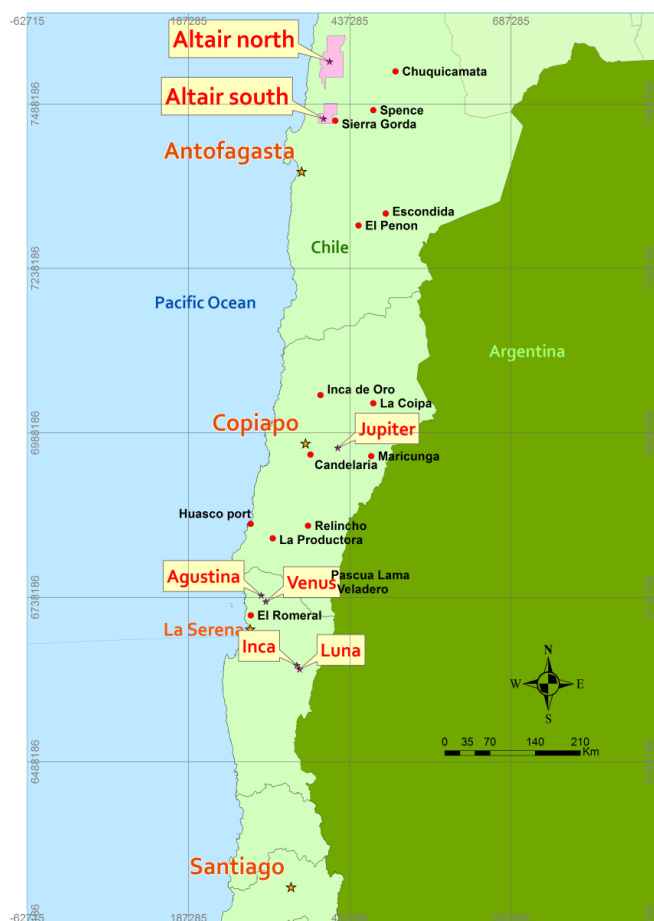 -62715
187285
437285
687285
Altair north
Chuquicamata
7488186
Altair south
Spence
Sierra Gorda
Antofagasta
Escondida
El Penon
Chile
7238186
Pacific Ocean
Argentina
Inca de Oro
La Coipa
Copiapo
6988186
Jupiter
Candelaria
Maricunga
Huasco port
Relincho
La Productora
Agustina
Venus
Pascua Lama
Veladero
6738186
El Romeral
La Serena
Inca
Luna
N
W
E
S
0 35 70 140 210
Km
6488186
Santiago
-62715
187285
437285